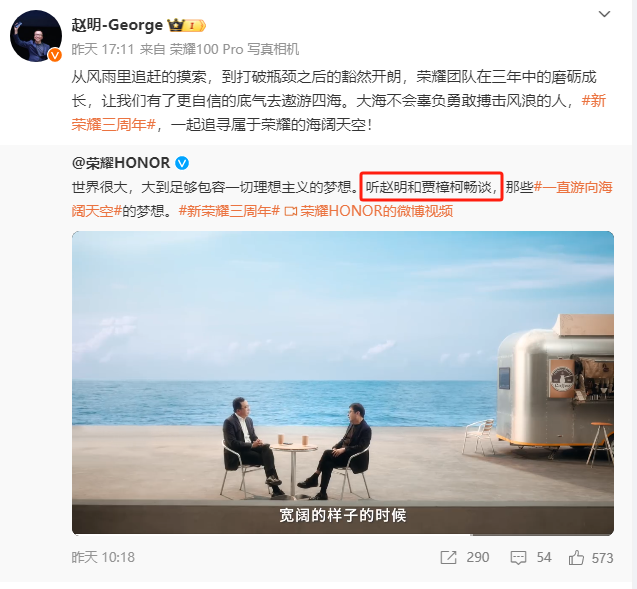 赵明-George 1
昨天 17:11 来自 荣耀100 Pro 写真相机
从风雨里追赶的摸索，到打破瓶颈之后的豁然开朗，荣耀团队在三年中的磨砺成
长，让我们有了更自信的底气去遨游四海。大海不会辜负勇敢搏击风浪的人，#新
荣耀三周年#，一起追寻属于荣耀的海阔天空！
@荣耀HONOR
世界很大，大到足够包容一切理想主义的梦想。听赵明和贾樟柯畅谈，那些#一直游向海
阔天空#的梦想。#新荣耀三周年# 荣耀HONOR的微博视频
宽阔的样子的时候
昨天 10:18 290 54 573